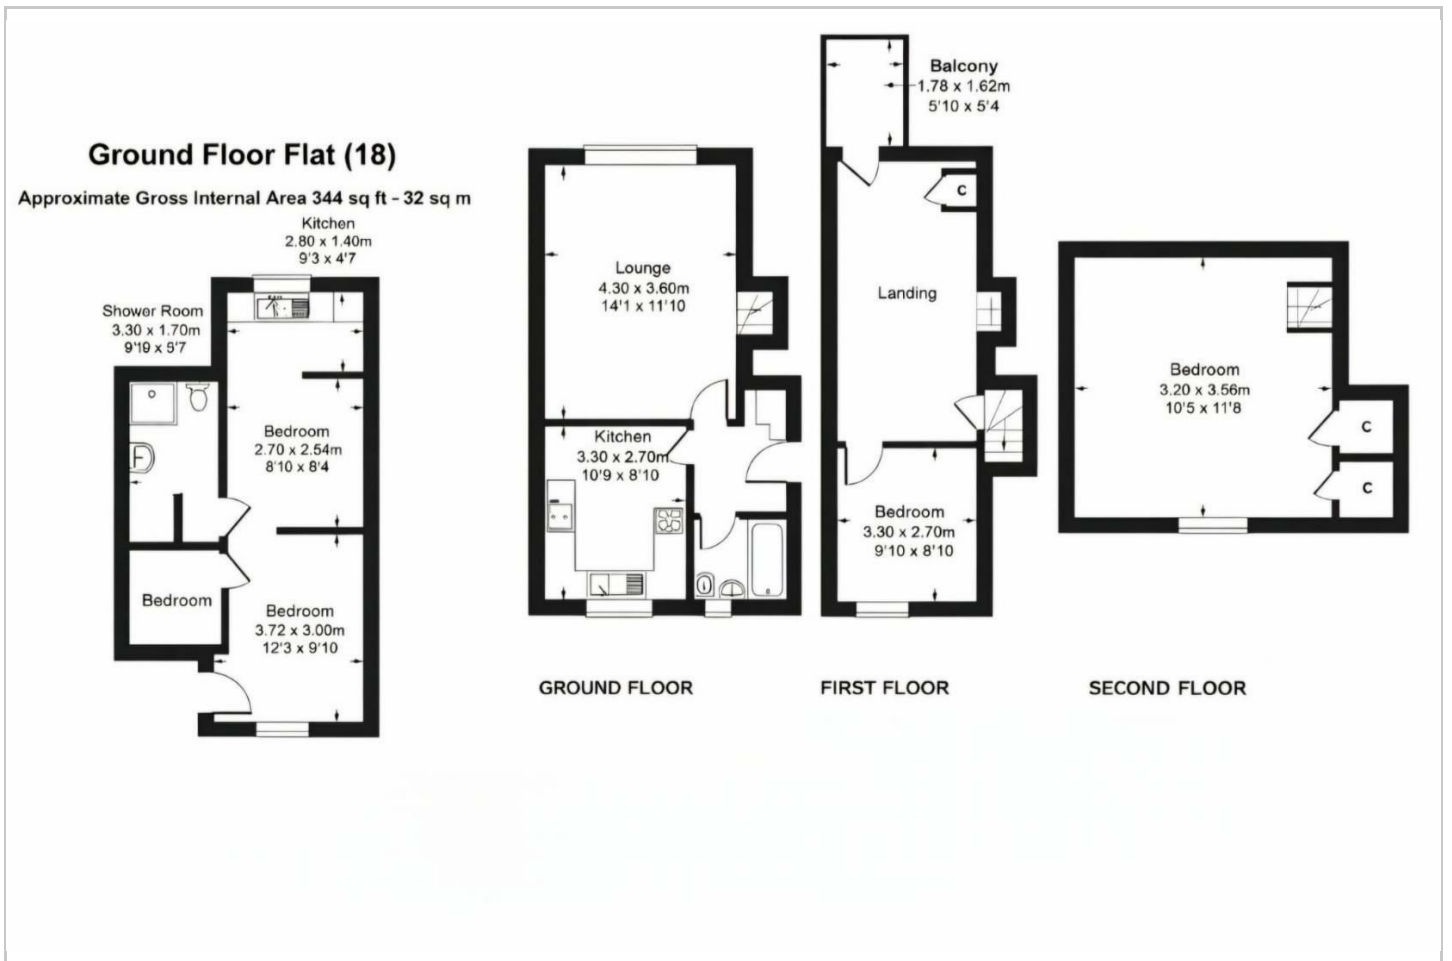 Ground Floor Flat (18)
Approximate Gross Internal Area 344 sq ft - 32 sq m
Kitchen
2.80 x 1.40m
9'3 x 4'7
Shower Room
3.30 x 1.70m
9'19 x 5'7
Bedroom
2.70 x 2.54m
8'10 x 8'4
Bedroom
Bedroom
3.72 x 3.00m
12'3 x 9'10
Lounge
4.30 x 3.60m
14'1 x 11'10
Kitchen
3.30 x 2.70m
10'9 x 8'10
GROUND FLOOR
Balcony
1.78 x 1.62m
5'10 x 5'4
C
Landing
Bedroom
3.30 x 2.70m
9'10 x 8'10
FIRST FLOOR
Bedroom
3.20 x 3.56m
10'5 x 11'8
C
C
SECOND FLOOR